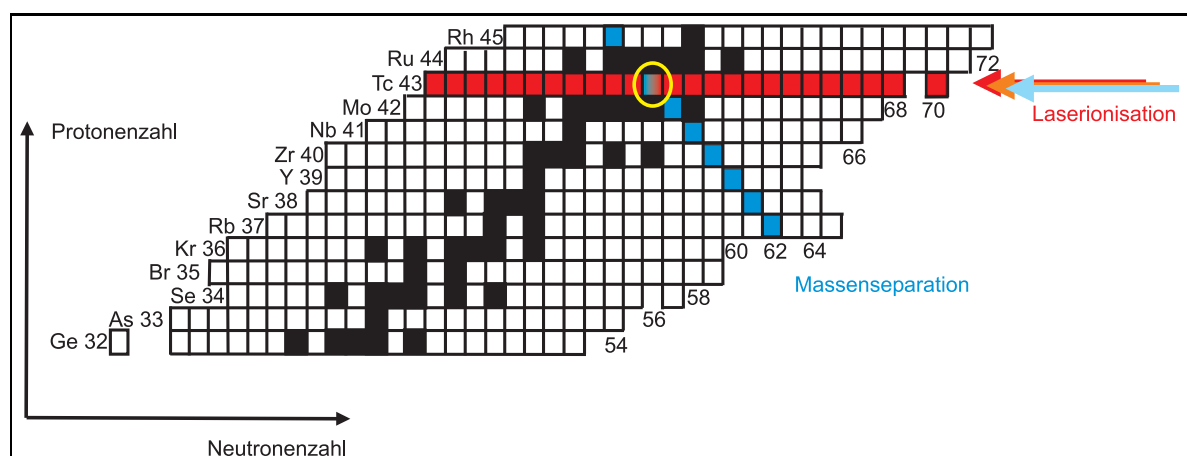 Rh 45
Ru 44
72
Tc 43
Mo 42
68
70
Laserionisation
Protonenzahl
Nb 41
66
Zr 40
Y 39
Sr 38
Rb 37
Kr 36
60
62
64
Br 35
Massenseparation
Se 34
58
As 33
56
Ge 32
54
Neutronenzahl